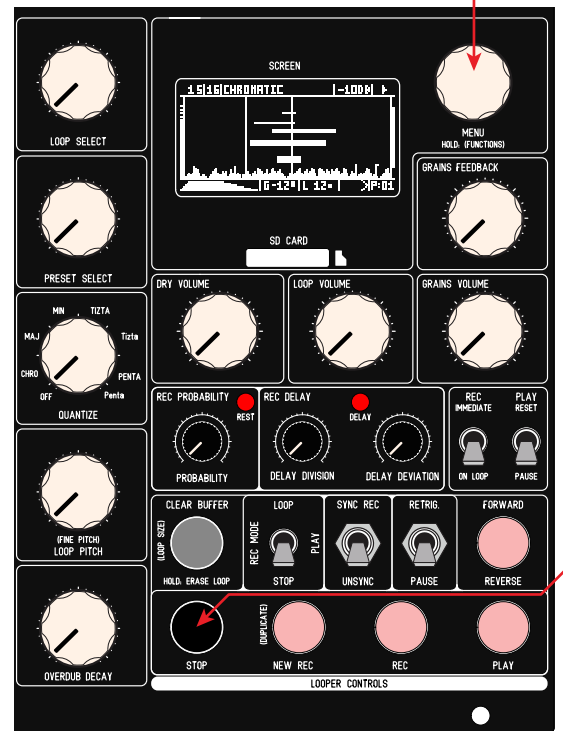 SCREEN
15|16|CHROMATIC |-10DB|
|G-12"|L 12" | P:01
LOOP SELECT
MENU
HOLD: (FUNCTIONS)
GRAINS FEEDBACK
PRESET SELECT
SD CARD
DRY VOLUME
LOOP VOLUME
GRAINS VOLUME
MIN TIZTA
MAJ Tizta
CHRO PENTA
OFF Penta
QUANTIZE
REC PROBABILITY
REST
PROBABILITY
REC DELAY
DELAY
DELAY DIVISION
DELAY DEVIATION
REC
IMMEDIATE
ON LOOP
PLAY
RESET
PAUSE
(FINE PITCH)
LOOP PITCH
CLEAR BUFFER
(LOOP SIZE)
HOLD: ERASE LOOP
LOOP
REC MODE
PLAY
STOP
SYNC REC
UNSYNC
RETRIG.
PAUSE
FORWARD
REVERSE
OVERDUB DECAY
STOP
(DUPLICATE)
NEW REC
REC
PLAY
LOOPER CONTROLS